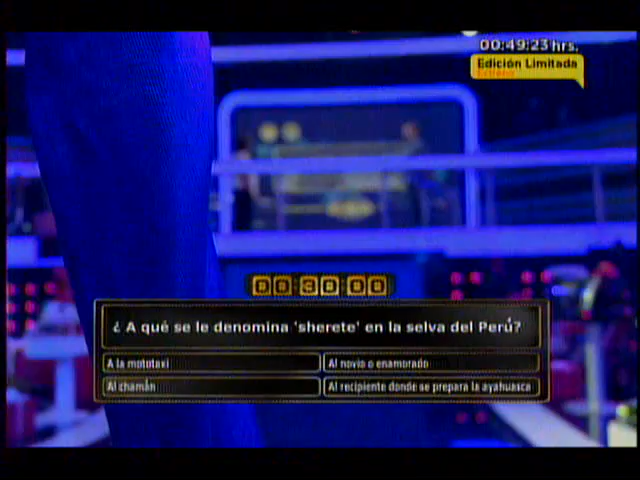 00:49:23 hrs.
Edición Limitada
Estreno
00:30:00
¿ A qué se le denomina 'sherete' en la selva del Perú?
A la mototaxi
Al novio o enamorado
Al chamán
Al recipiente donde se prepara la ayahuasca